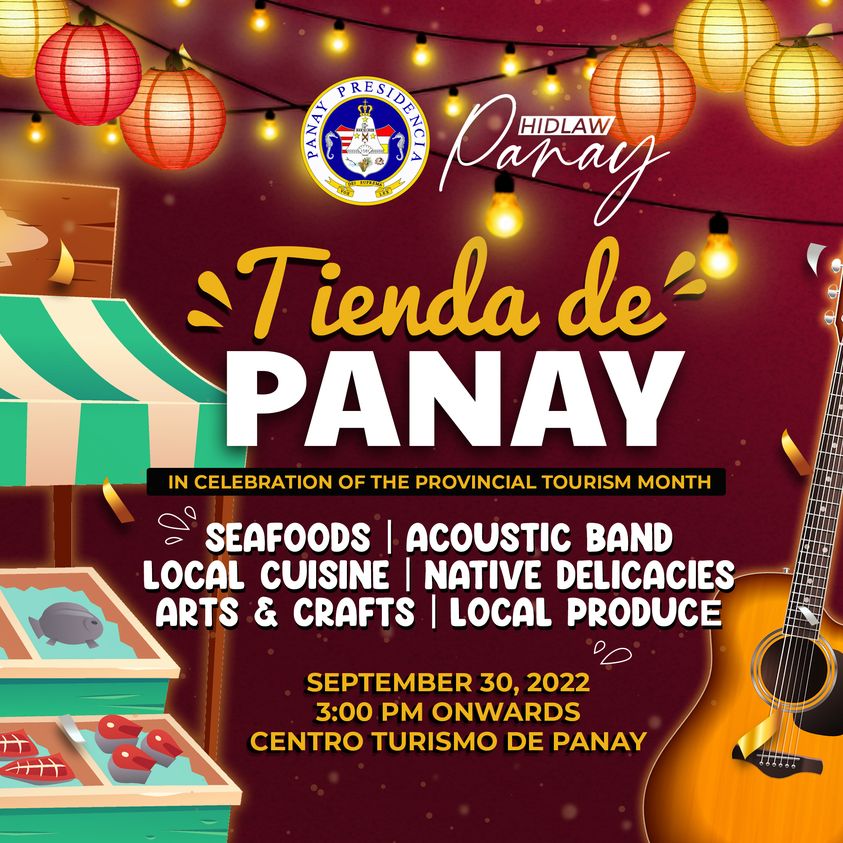 PANAY PRESIDENCIA
HIDLAW
Panay
Tienda de
PANAY
IN CELEBRATION OF THE PROVINCIAL TOURISM MONTH
SEAFOODS | ACOUSTIC BAND
LOCAL CUISINE | NATIVE DELICACIES
ARTS & CRAFTS | LOCAL PRODUCE
SEPTEMBER 30, 2022
3:00 PM ONWARDS
CENTRO TURISMO DE PANAY